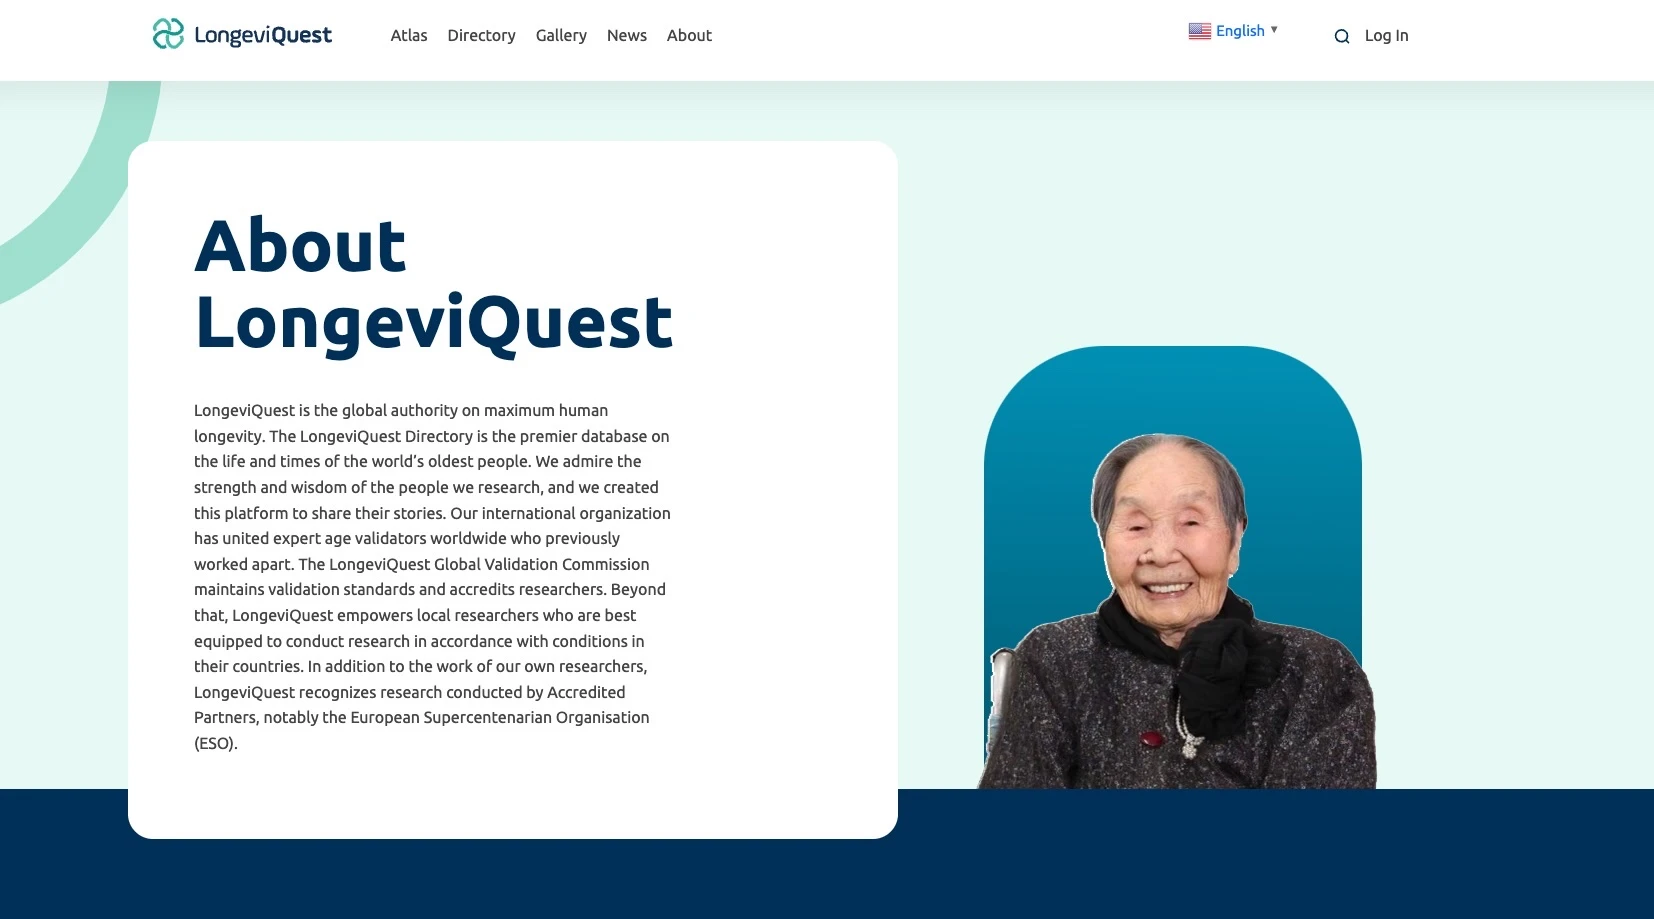 LongeviQuest
Atlas Directory Gallery News About
English ▼
Log In
About
LongeviQuest
LongeviQuest is the global authority on maximum human
longevity. The LongeviQuest Directory is the premier database on
the life and times of the world’s oldest people. We admire the
strength and wisdom of the people we research, and we created
this platform to share their stories. Our international organization
has united expert age validators worldwide who previously
worked apart. The LongeviQuest Global Validation Commission
maintains validation standards and accredits researchers. Beyond
that, LongeviQuest empowers local researchers who are best
equipped to conduct research in accordance with conditions in
their countries. In addition to the work of our own researchers,
LongeviQuest recognizes research conducted by Accredited
Partners, notably the European Supercentenarian Organisation
(ESO).